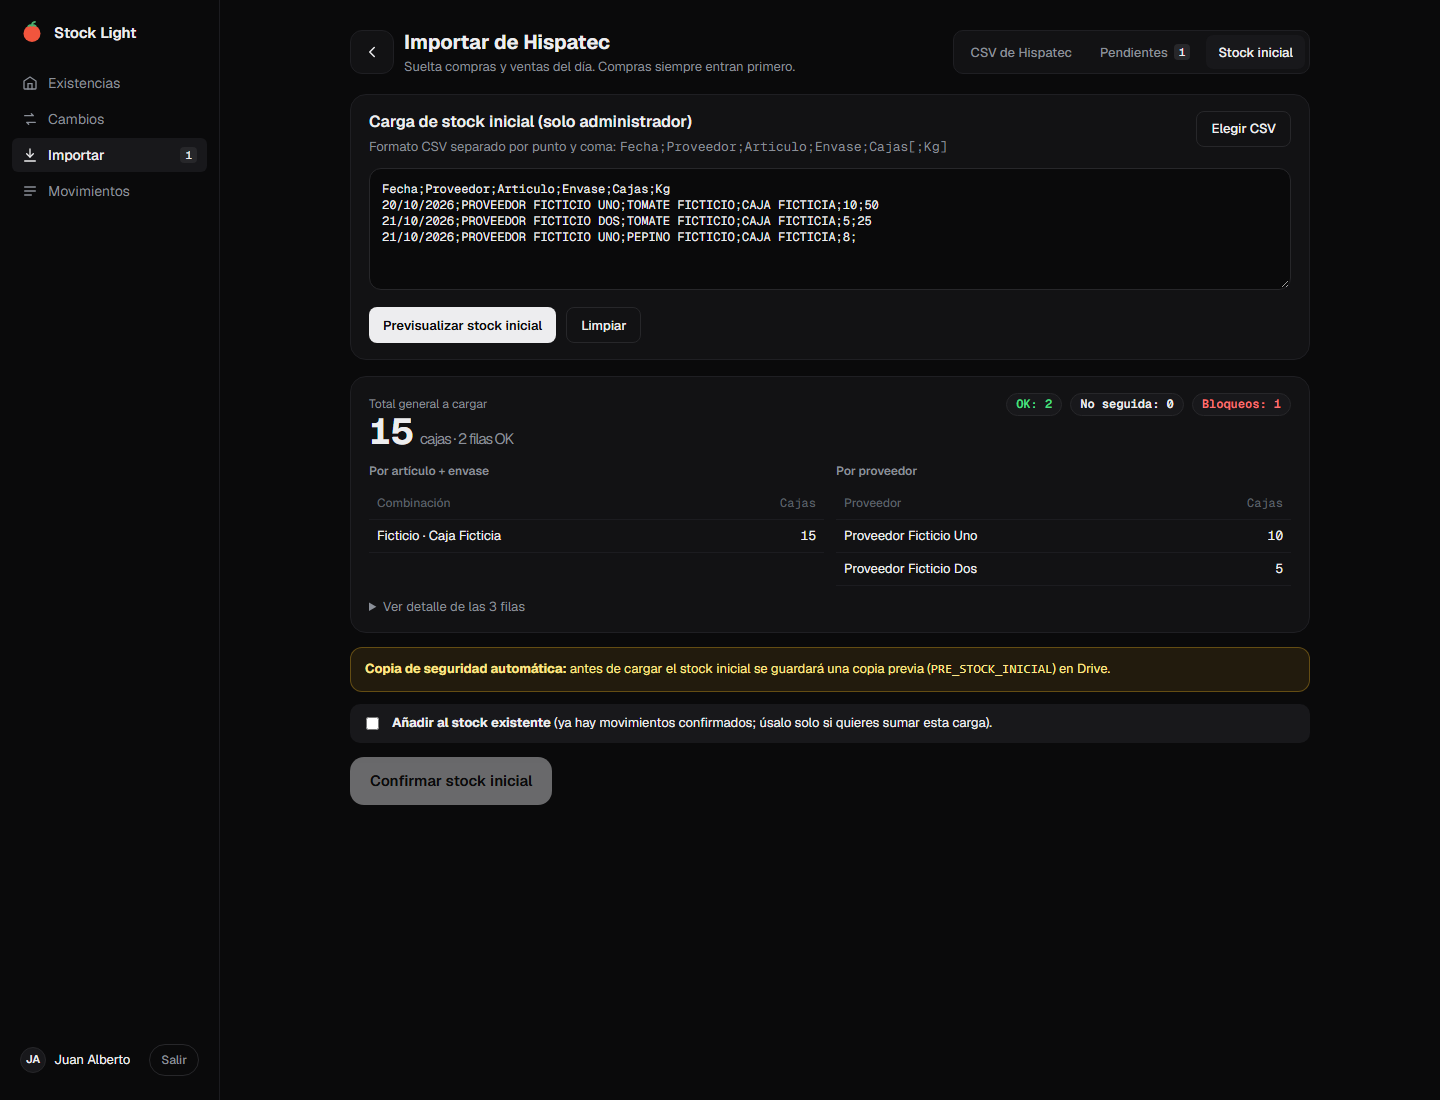 Stock Light
Existencias
Cambios
Importar 1
Movimientos
Importar de Hispatec
Suelta compras y ventas del día. Compras siempre entran primero.
CSV de Hispatec Pendientes 1 Stock inicial
Carga de stock inicial (solo administrador)
Elegir CSV
Formato CSV separado por punto y coma: Fecha;Proveedor;Articulo;Envase;Cajas[;Kg]
Fecha;Proveedor;Articulo;Envase;Cajas;Kg
20/10/2026;PROVEEDOR FICTICIO UNO;TOMATE FICTICIO;CAJA FICTICIA;10;50
21/10/2026;PROVEEDOR FICTICIO DOS;TOMATE FICTICIO;CAJA FICTICIA;5;25
21/10/2026;PROVEEDOR FICTICIO UNO;PEPINO FICTICIO;CAJA FICTICIA;8;
Previsualizar stock inicial Limpiar
Total general a cargar
OK: 2 No seguida: 0 Bloqueos: 1
15 cajas · 2 filas OK
Por artículo + envase
Combinación Cajas
Ficticio · Caja Ficticia 15
Por proveedor
Proveedor Cajas
Proveedor Ficticio Uno 10
Proveedor Ficticio Dos 5
Ver detalle de las 3 filas
Copia de seguridad automática: antes de cargar el stock inicial se guardará una copia previa (PRE_STOCK_INICIAL) en Drive.
Añadir al stock existente (ya hay movimientos confirmados; úsalo solo si quieres sumar esta carga).
Confirmar stock inicial
JA Juan Alberto Salir